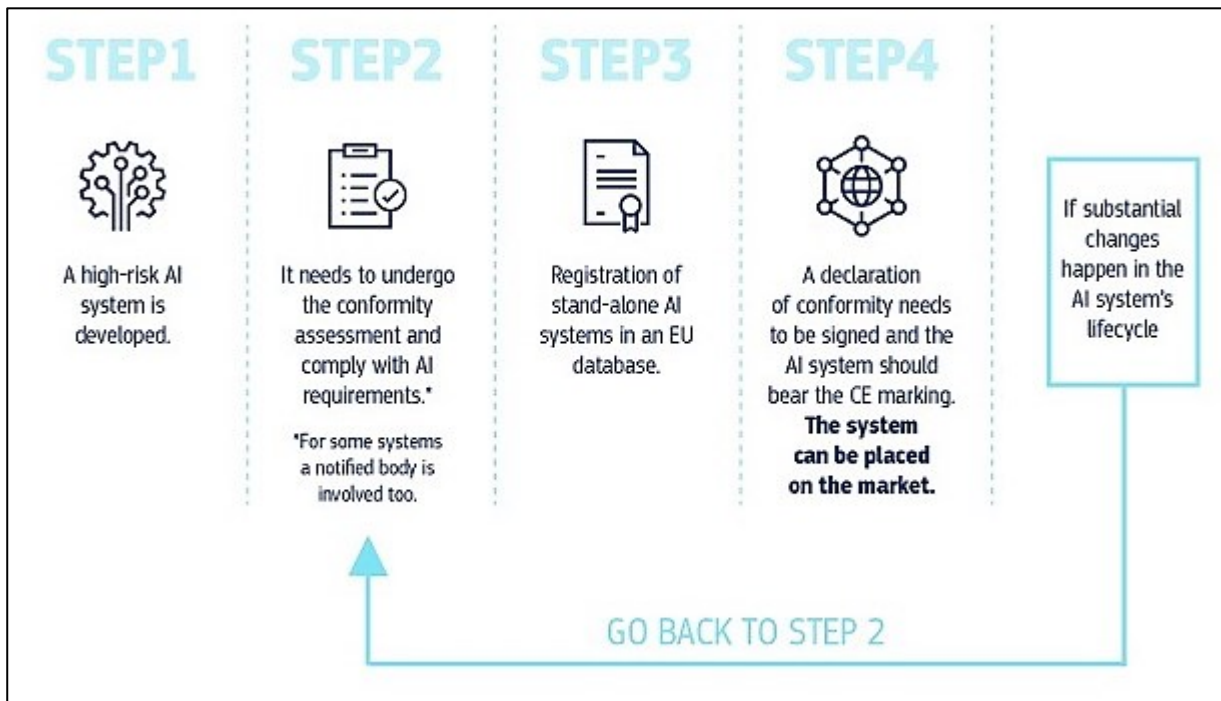 STEP1
A high-risk AI
system is
developed.
STEP2
It needs to undergo
the conformity
assessment and
comply with AI
requirements.*
*For some systems
a notified body is
involved too.
STEP3
Registration of
stand-alone AI
systems in an EU
database.
STEP4
A declaration
of conformity needs
to be signed and the
AI system should
bear the CE marking.
The system
can be placed
on the market.
If substantial
changes
happen in the
AI system's
lifecycle
GO BACK TO STEP 2